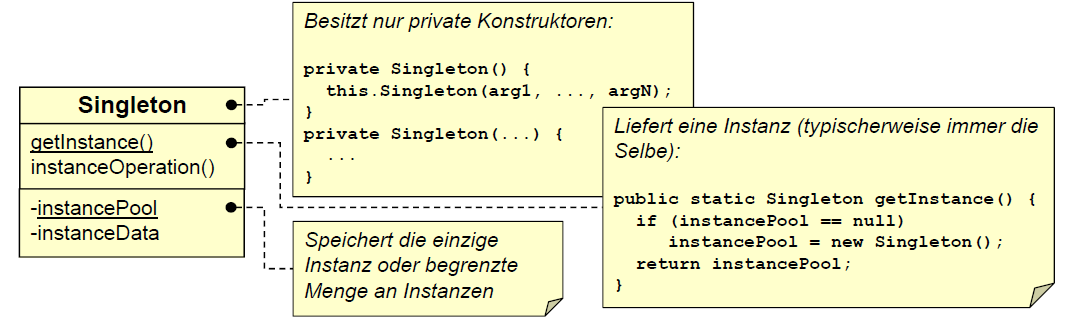 Singleton
getInstance()
instanceOperation()
-instancePool
-instanceData
Besitzt nur private Konstruktoren:
private Singleton() {
  this.Singleton(arg1, ..., argN);
}
private Singleton(...) {
  ...
}
Liefert eine Instanz (typischerweise immer die
Selbe):
public static Singleton getInstance() {
  if (instancePool == null)
     instancePool = new Singleton();
  return instancePool;
}
Speichert die einzige
Instanz oder begrenzte
Menge an Instanzen